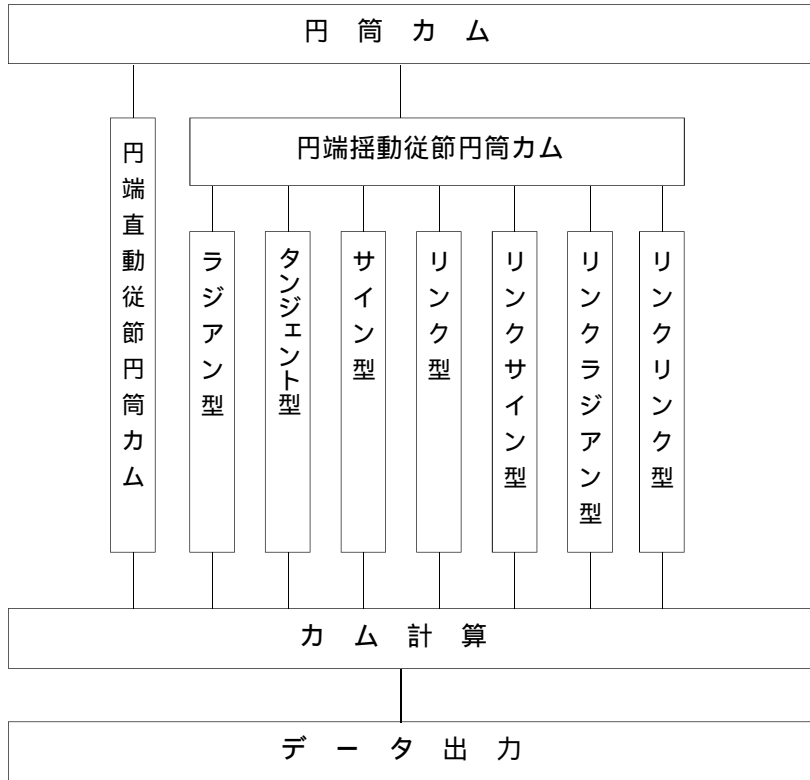 円筒カム
円端直動従節円筒カム
円端揺動従節円筒カム
ラジアン型
タンジェント型
サイン型
リンク型
リンクサイン型
リンクラジアン型
リンクリンク型
カム計算
データ出力